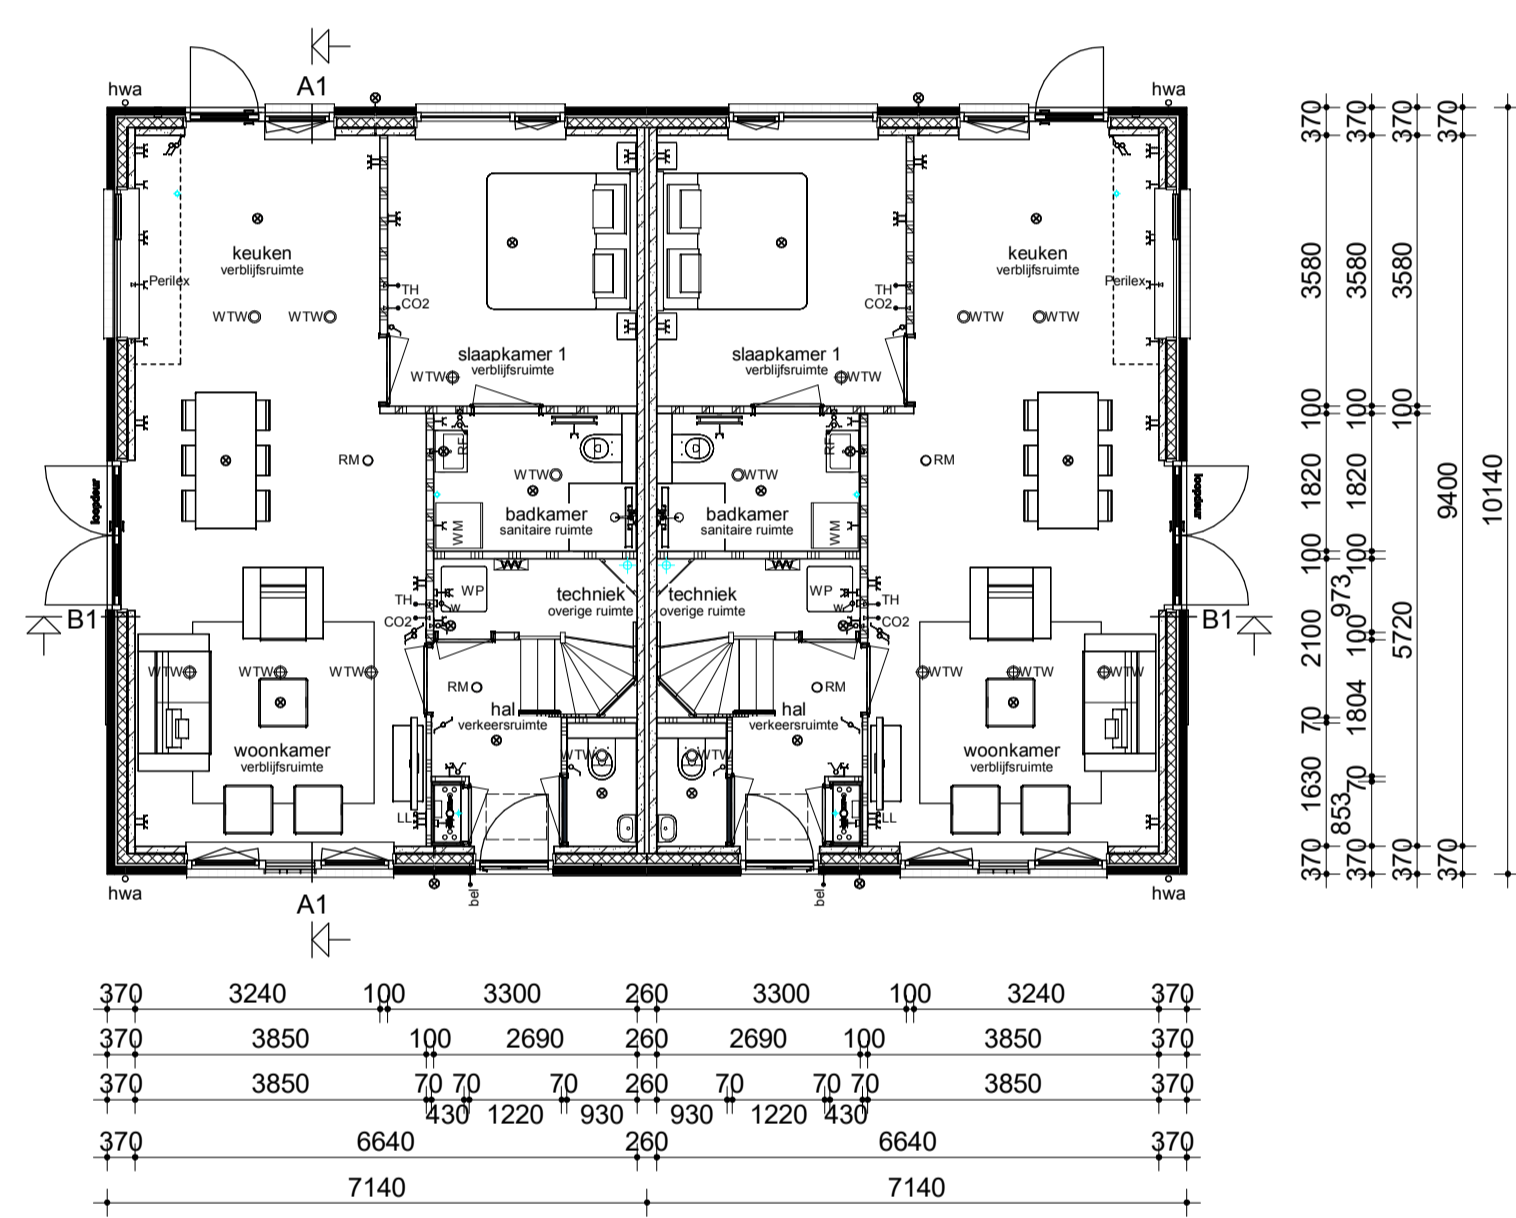 A1
hwa
hwa
keuken
verblijfsruimte
keuken
verblijfsruimte
Perilex
Perilex
TH
CO2
TH
CO2
WTW
WTW
WTW
WTW
slaapkamer 1
verblijfsruimte
slaapkamer 1
verblijfsruimte
WTW
WTW
RF
RF
RM
RM
WTW
WTW
loopdeur
loopdeur
badkamer
sanitaire ruimte
badkamer
sanitaire ruimte
WM
WM
WP
WP
techniek
overige ruimte
techniek
overige ruimte
TH
CO2
w
w
TH
CO2
B1
B1
WTW
WTW
WTW
WTW
WTW
WTW
RM
RM
hal
verkeersruimte
hal
verkeersruimte
woonkamer
verblijfsruimte
woonkamer
verblijfsruimte
WTW
WTW
LL
LL
hwa
hwa
bel
bel
A1
370 3240 100 3300 260 3300 100 3240 370
370 3850 100 2690 260 2690 100 3850 370
370 3850 70 70 70 260 70 70 70 3850 370
430 1220 930 930 1220 430
370 6640 260 6640 370
7140 7140
370 3580 100 1820 100 2100 70 1630 370
370 3580 100 1820 100 973 100 1804 70 853 370
370 3580 100 5720 370
370 9400 370
10140